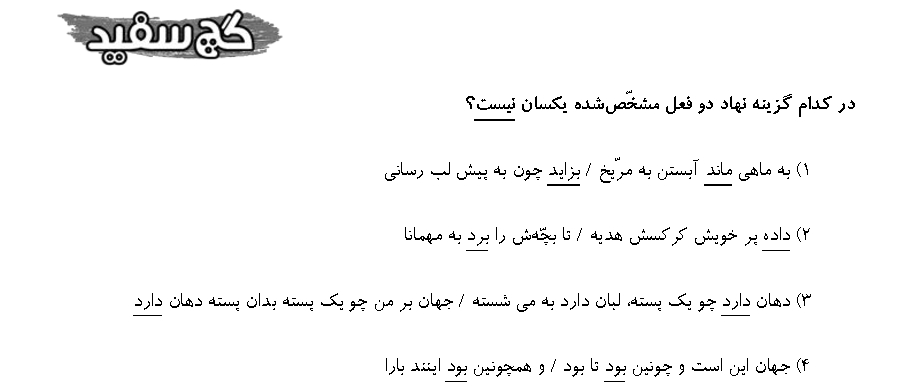 گچ سفید
در کدام گزینه نهاد دو فعل مشخّص‌شده یکسان نیست؟
۱) به ماهی ماند آبستن به مرّیخ / بزاید چون به پیش لب رسانی
۲) داده پر خویش کرکسش هدیه / تا بچّه‌ش را برد به مهمانا
۳) دهان دارد چو یک پسته، لبان دارد به می شسته / جهان بر من چو یک پسته بدان پسته دهان دارد
۴) جهان این است و چونین بود تا بود / و همچونین بود اینند بارا